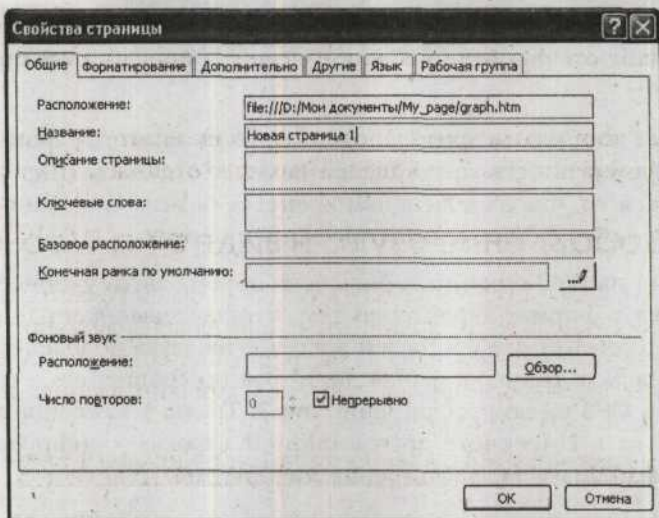 Свойства страницы
Общие Форматирование Дополнительно Другие Язык Рабочая группа
Расположение: file:///D:/Мои документы/My_page/graph.htm
Название: Новая страница 1
Описание страницы:
Ключевые слова:
Базовое расположение:
Конечная рамка по умолчанию: ...
Фоновый звук
Расположение: Обзор...
Число повторов: 0 Непрерывно
ОК Отмена